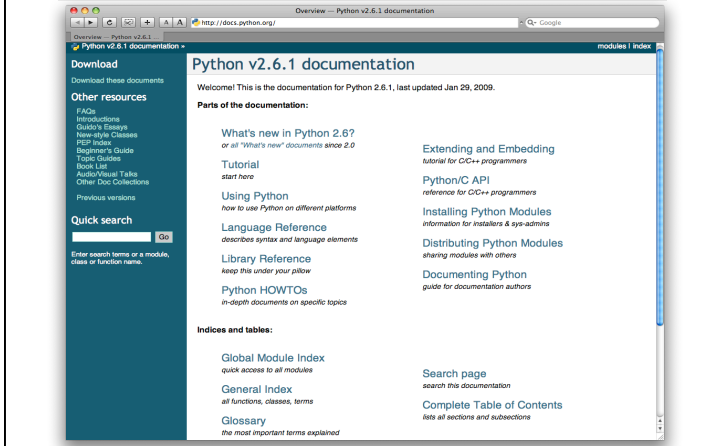 Overview — Python v2.6.1 documentation
http://docs.python.org/
Google
Overview — Python v2.6.1 ...
Python v2.6.1 documentation »
modules | index
Download
Download these documents
Other resources
FAQs
Introductions
Guido's Essays
New-style Classes
PEP Index
Beginner's Guide
Topic Guides
Book List
Audio/Visual Talks
Other Doc Collections
Previous versions
Quick search
Go
Enter search terms or a module,
class or function name.
Python v2.6.1 documentation
Welcome! This is the documentation for Python 2.6.1, last updated Jan 29, 2009.
Parts of the documentation:
What's new in Python 2.6?
or all "What's new" documents since 2.0
Tutorial
start here
Using Python
how to use Python on different platforms
Language Reference
describes syntax and language elements
Library Reference
keep this under your pillow
Python HOWTOs
in-depth documents on specific topics
Extending and Embedding
tutorial for C/C++ programmers
Python/C API
reference for C/C++ programmers
Installing Python Modules
information for installers & sys-admins
Distributing Python Modules
sharing modules with others
Documenting Python
guide for documentation authors
Indices and tables:
Global Module Index
quick access to all modules
General Index
all functions, classes, terms
Glossary
the most important terms explained
Search page
search this documentation
Complete Table of Contents
lists all sections and subsections